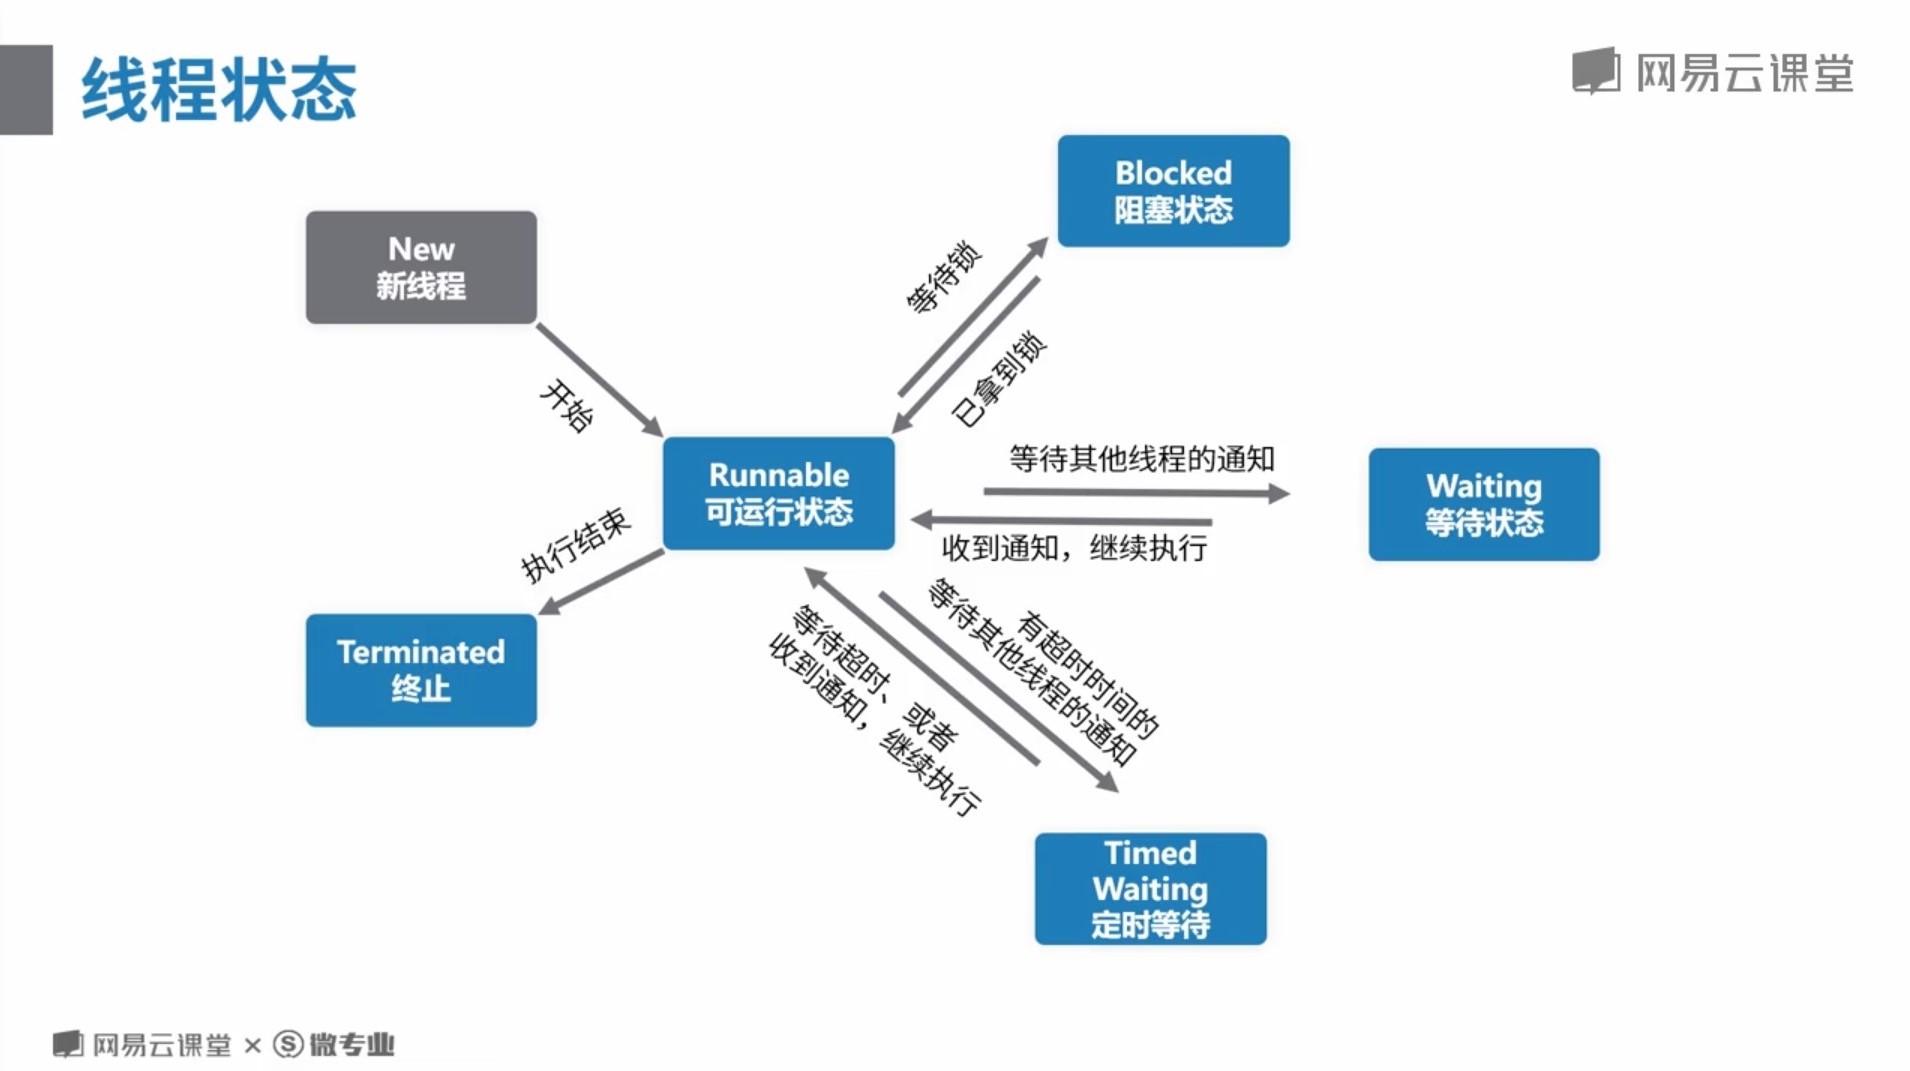 线程状态
网易云课堂
Blocked
阻塞状态
New
新线程
等待锁
已拿到锁
开始
等待其他线程的通知
Runnable
可运行状态
Waiting
等待状态
收到通知，继续执行
执行结束
有超时时间的
等待其他线程的通知
等待超时、或者
收到通知，继续执行
Terminated
终止
Timed
Waiting
定时等待
网易云课堂 × 微专业